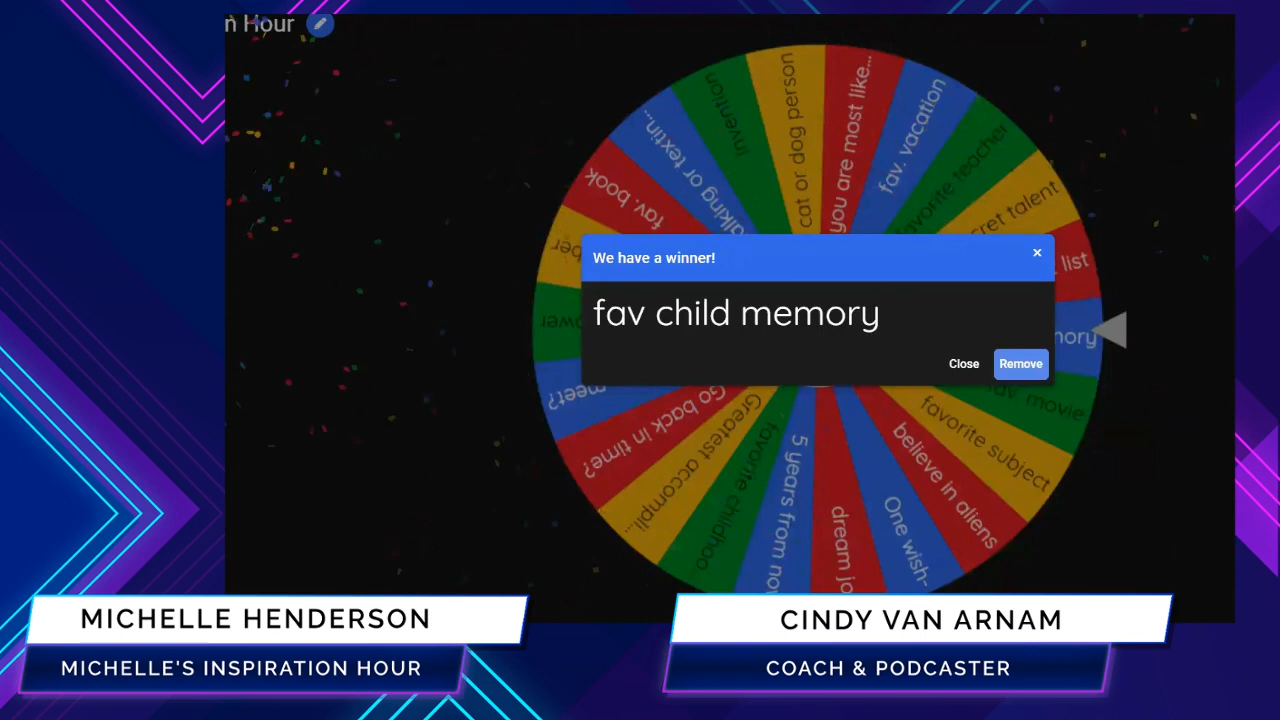 n Hour
invention
cat or dog person
you are most like...
fav. vacation
favorite teacher
cret talent
list
fav. book
alking or textin...
We have a winner!
×
fav child memory
Close
Remove
mory
fav movie
favorite subject
believe in aliens
One wish-
dream jo
5 years from now
favorite childhoo
Greatest accompli...
Go back in time?
meet?
ower
MICHELLE HENDERSON
MICHELLE'S INSPIRATION HOUR
CINDY VAN ARNAM
COACH & PODCASTER